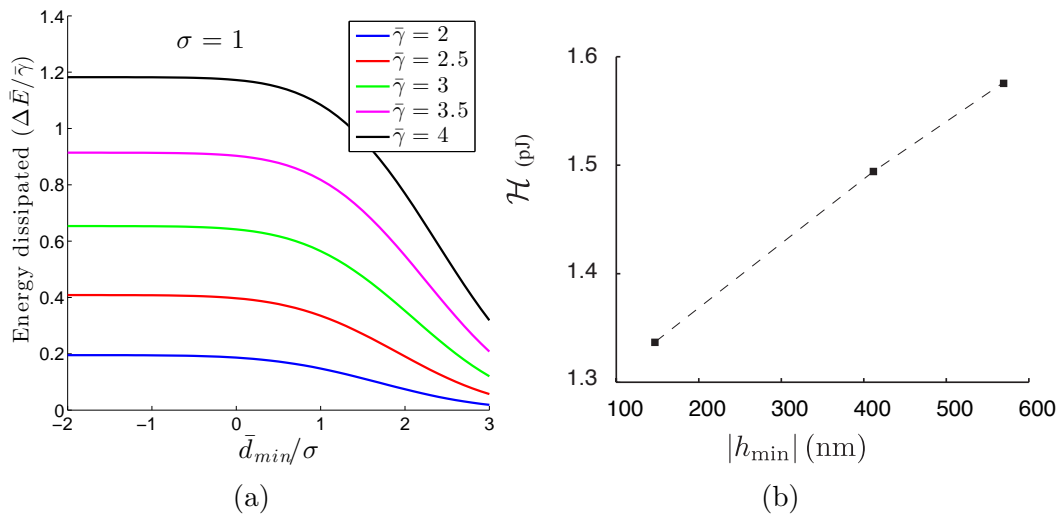 σ = 1
γ̄ = 2
γ̄ = 2.5
γ̄ = 3
γ̄ = 3.5
γ̄ = 4
Energy dissipated (ΔĒ/γ̄)
1.4
1.2
1
0.8
0.6
0.4
0.2
0
-2 -1 0 1 2 3
d̄min/σ
(a)
ℋ (pJ)
1.6
1.5
1.4
1.3
100 200 300 400 500 600
|hmin| (nm)
(b)